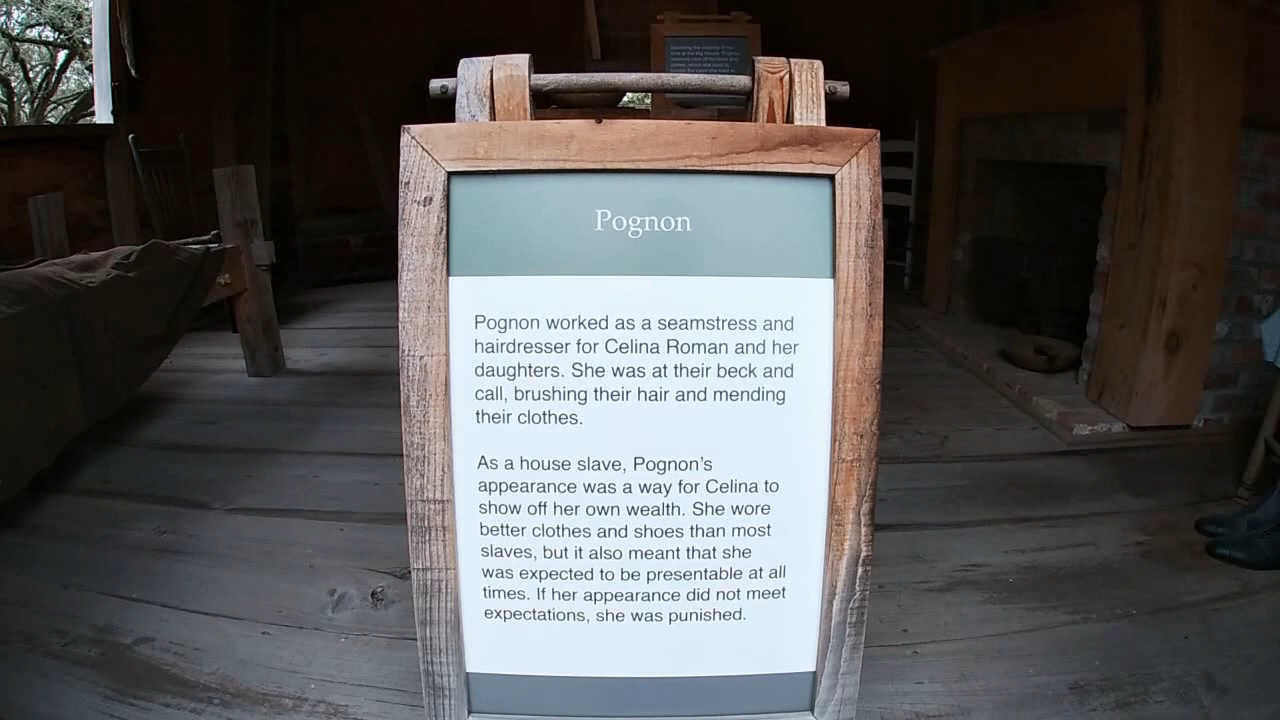 Pognon
Pognon worked as a seamstress and
hairdresser for Celina Roman and her
daughters. She was at their beck and
call, brushing their hair and mending
their clothes.
As a house slave, Pognon's
appearance was a way for Celina to
show off her own wealth. She wore
better clothes and shoes than most
slaves, but it also meant that she
was expected to be presentable at all
times. If her appearance did not meet
expectations, she was punished.